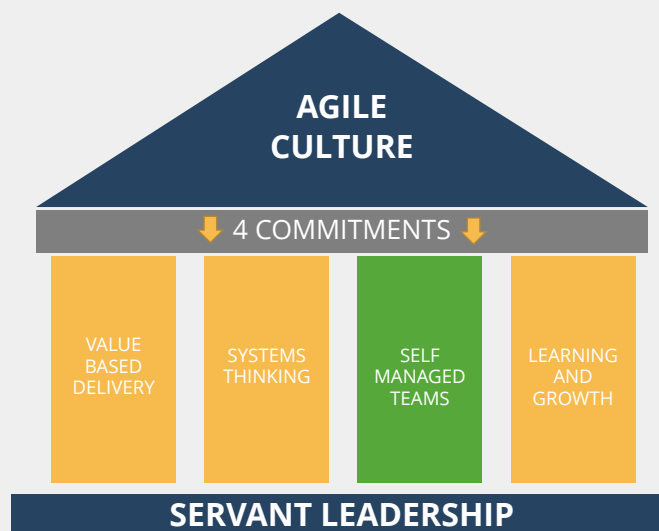 AGILE
CULTURE
4 COMMITMENTS
VALUE
BASED
DELIVERY
SYSTEMS
THINKING
SELF
MANAGED
TEAMS
LEARNING
AND
GROWTH
SERVANT LEADERSHIP